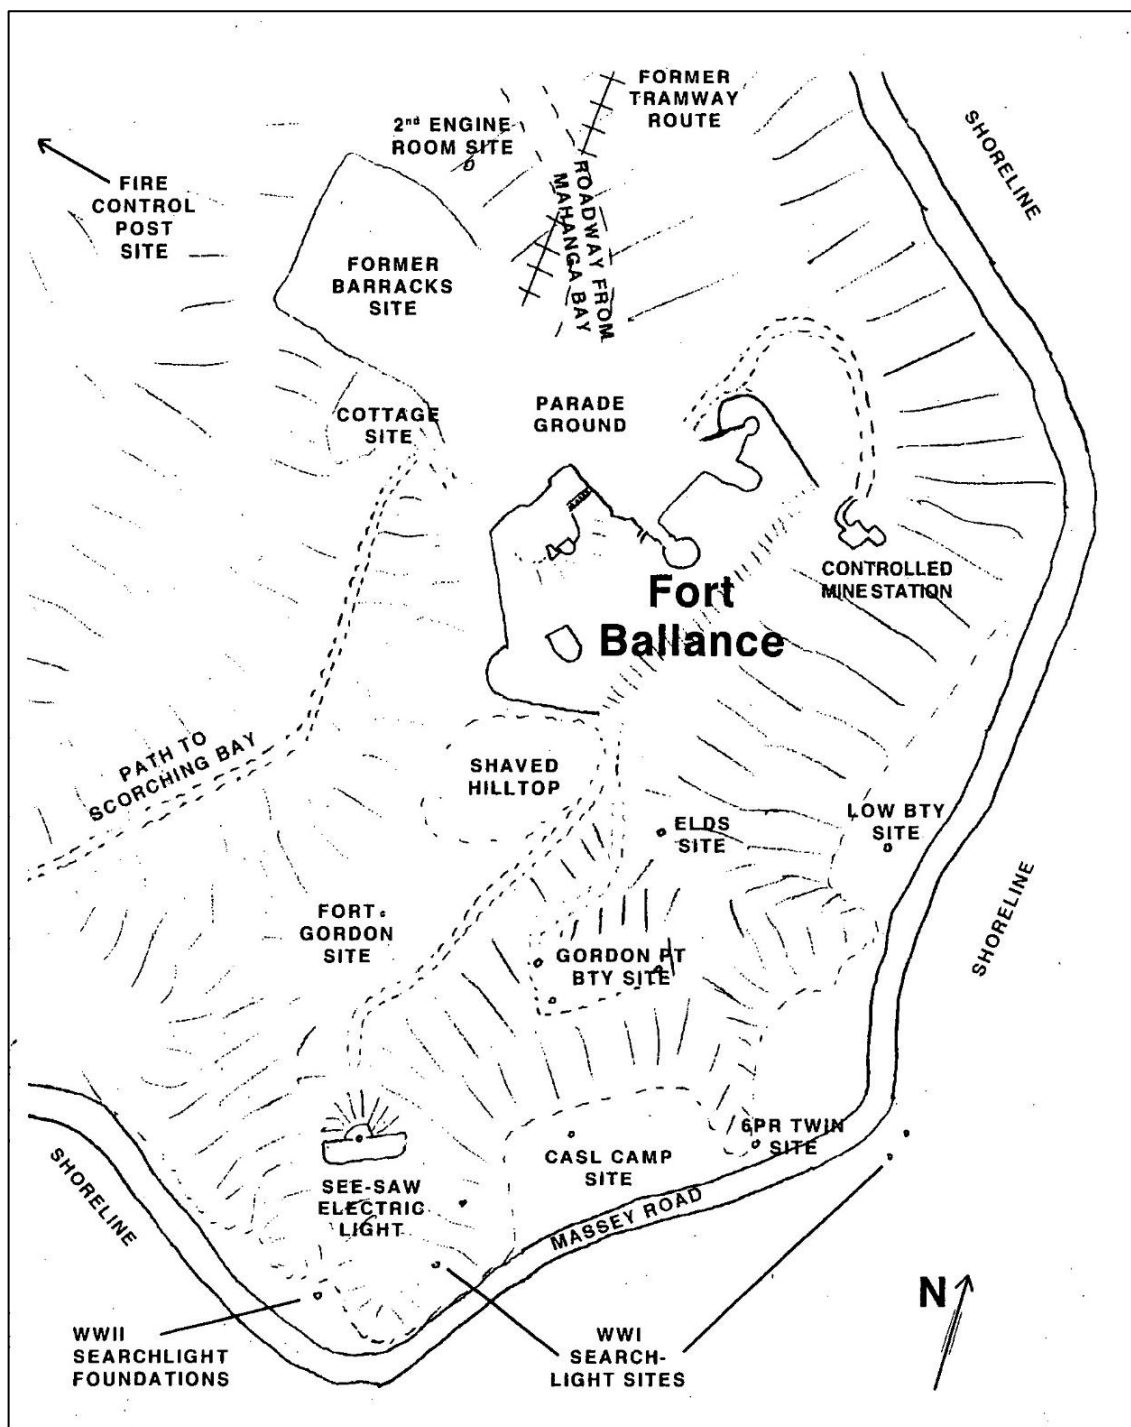 FORMER
TRAMWAY
ROUTE
2nd ENGINE
ROOM SITE
SHORELINE
FIRE
CONTROL
POST
SITE
ROADWAY FROM
MAHANGA BAY
FORMER
BARRACKS
SITE
COTTAGE
SITE
PARADE
GROUND
CONTROLLED
MINE STATION
Fort
Ballance
PATH TO
SCORCHING BAY
SHAVED
HILLTOP
ELDS
SITE
LOW BTY
SITE
SHORELINE
FORT
GORDON
SITE
GORDON PT
BTY SITE
6PR TWIN
SITE
CASL CAMP
SITE
SHORELINE
SEE-SAW
ELECTRIC
LIGHT
MASSEY ROAD
N
WWII
SEARCHLIGHT
FOUNDATIONS
WWI
SEARCH-
LIGHT SITES